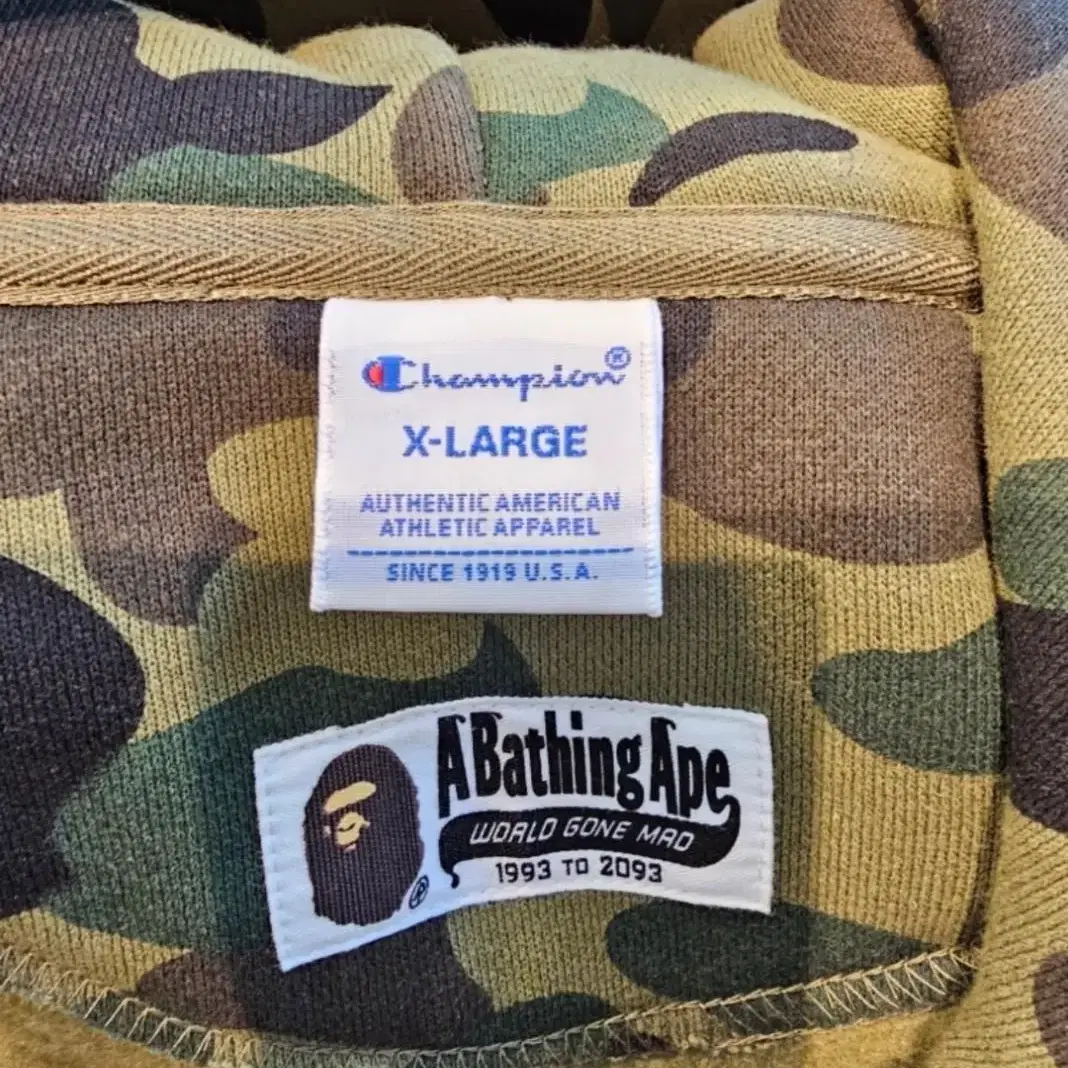 Champion®
X-LARGE
AUTHENTIC AMERICAN
ATHLETIC APPAREL
SINCE 1919 U.S.A.
A Bathing Ape
WORLD GONE MAD
1993 TO 2093
®